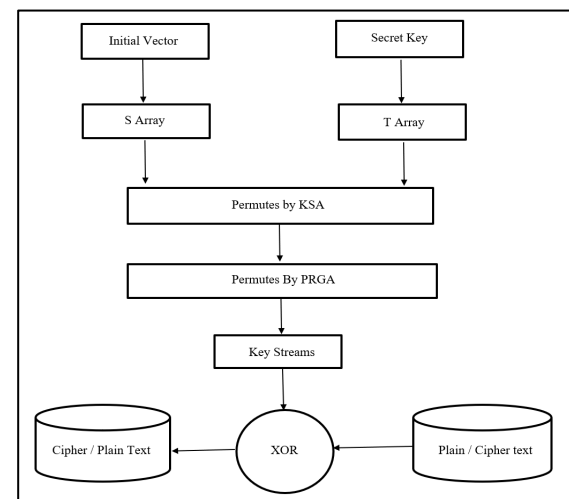 Initial Vector
Secret Key
S Array
T Array
Permutes by KSA
Permutes By PRGA
Key Streams
Cipher / Plain Text
XOR
Plain / Cipher text